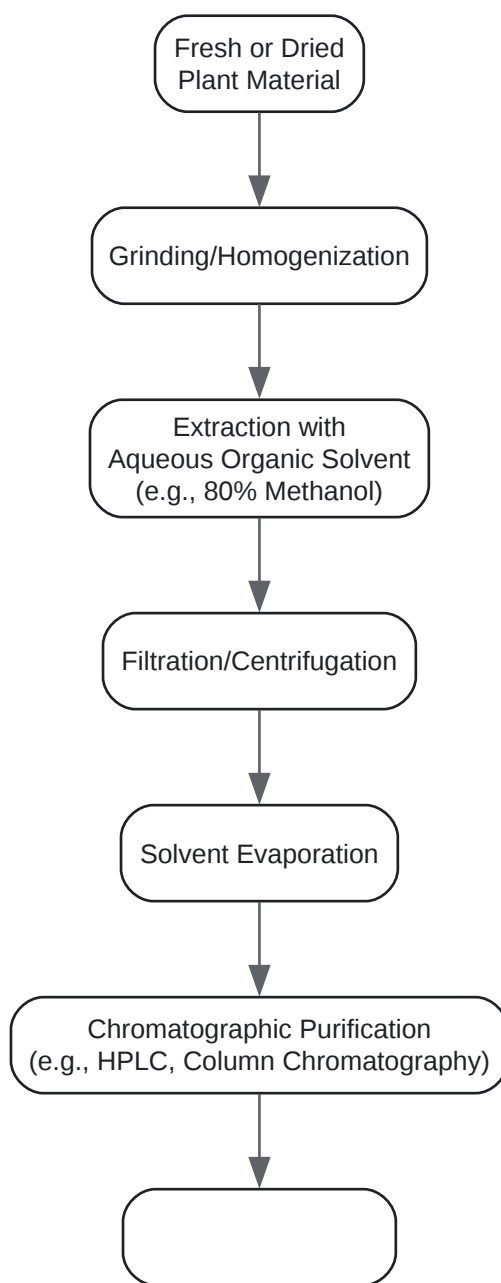 Fresh or Dried
Plant Material
Grinding/Homogenization
Extraction with
Aqueous Organic Solvent
(e.g., 80% Methanol)
Filtration/Centrifugation
Solvent Evaporation
Chromatographic Purification
(e.g., HPLC, Column Chromatography)